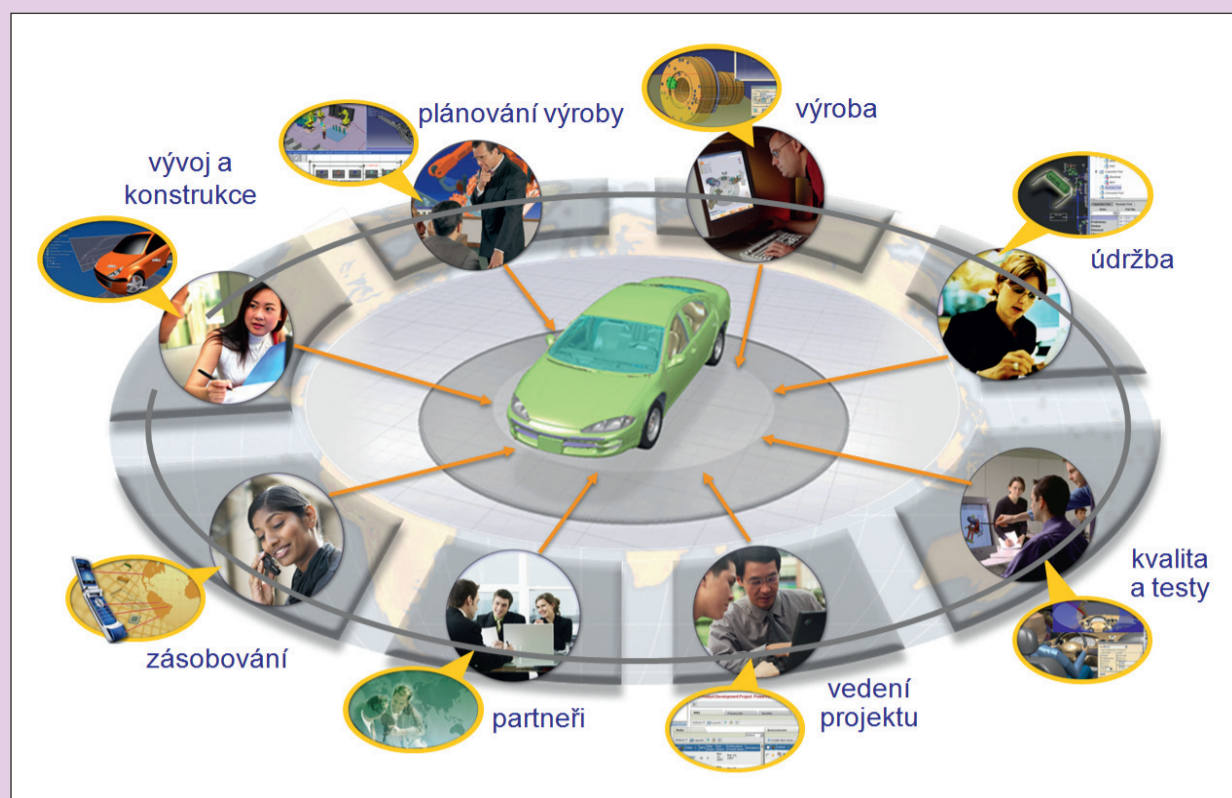 plánování výroby
výroba
vývoj a
konstrukce
údržba
kvalita
a testy
zásobování
vedení
projektu
partneři